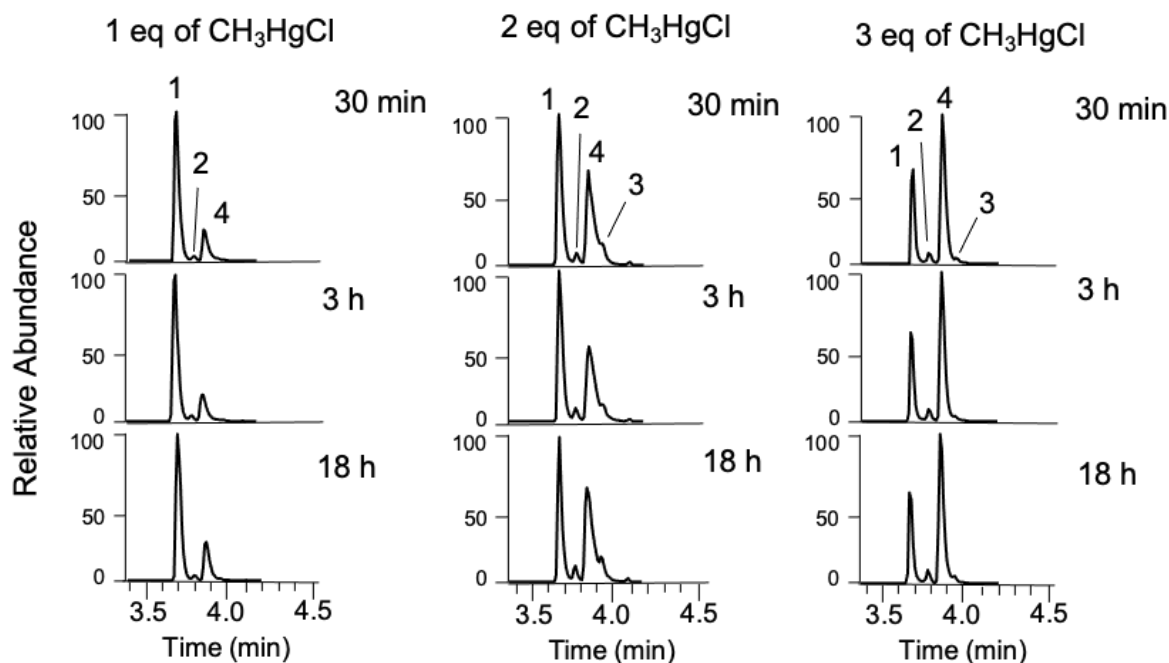 1 eq of CH₃HgCl
2 eq of CH₃HgCl
3 eq of CH₃HgCl
Relative Abundance
30 min
100
50
0
1
2
4
30 min
100
50
0
1
2
4
3
30 min
100
50
0
1
2
4
3
3 h
100
50
0
3 h
100
50
0
3 h
100
50
0
18 h
100
50
0
18 h
100
50
0
18 h
100
50
0
3.5 4.0 4.5
3.5 4.0 4.5
3.5 4.0 4.5
Time (min)
Time (min)
Time (min)